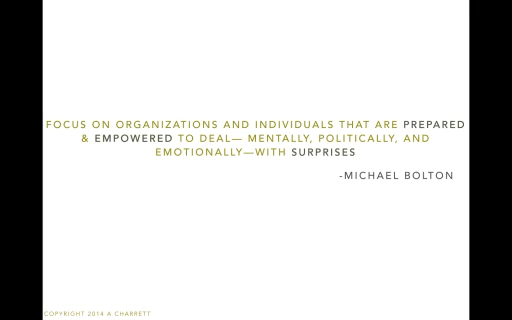 FOCUS ON ORGANIZATIONS AND INDIVIDUALS THAT ARE PREPARED
& EMPOWERED TO DEAL— MENTALLY, POLITICALLY, AND
EMOTIONALLY—WITH SURPRISES
-MICHAEL BOLTON
COPYRIGHT 2014 A CHARRETT